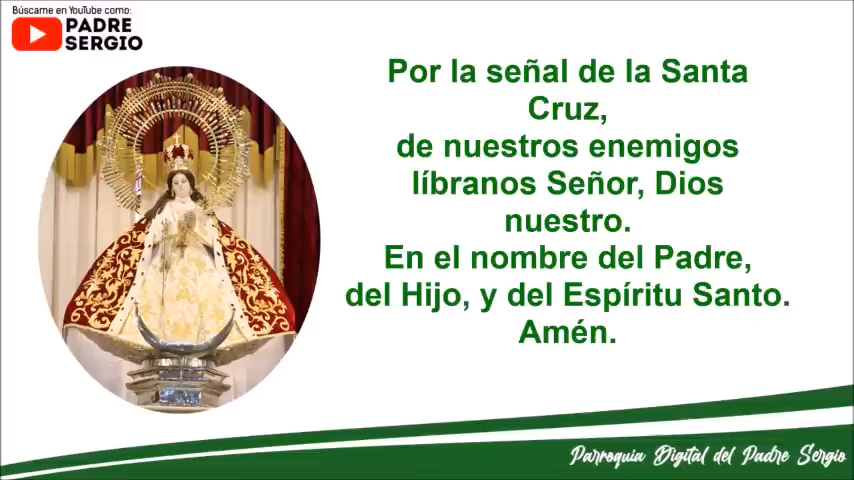 Búscame en YouTube como:
PADRE
SERGIO
Por la señal de la Santa
Cruz,
de nuestros enemigos
líbranos Señor, Dios
nuestro.
En el nombre del Padre,
del Hijo, y del Espíritu Santo.
Amén.
Parroquia Digital del Padre Sergio